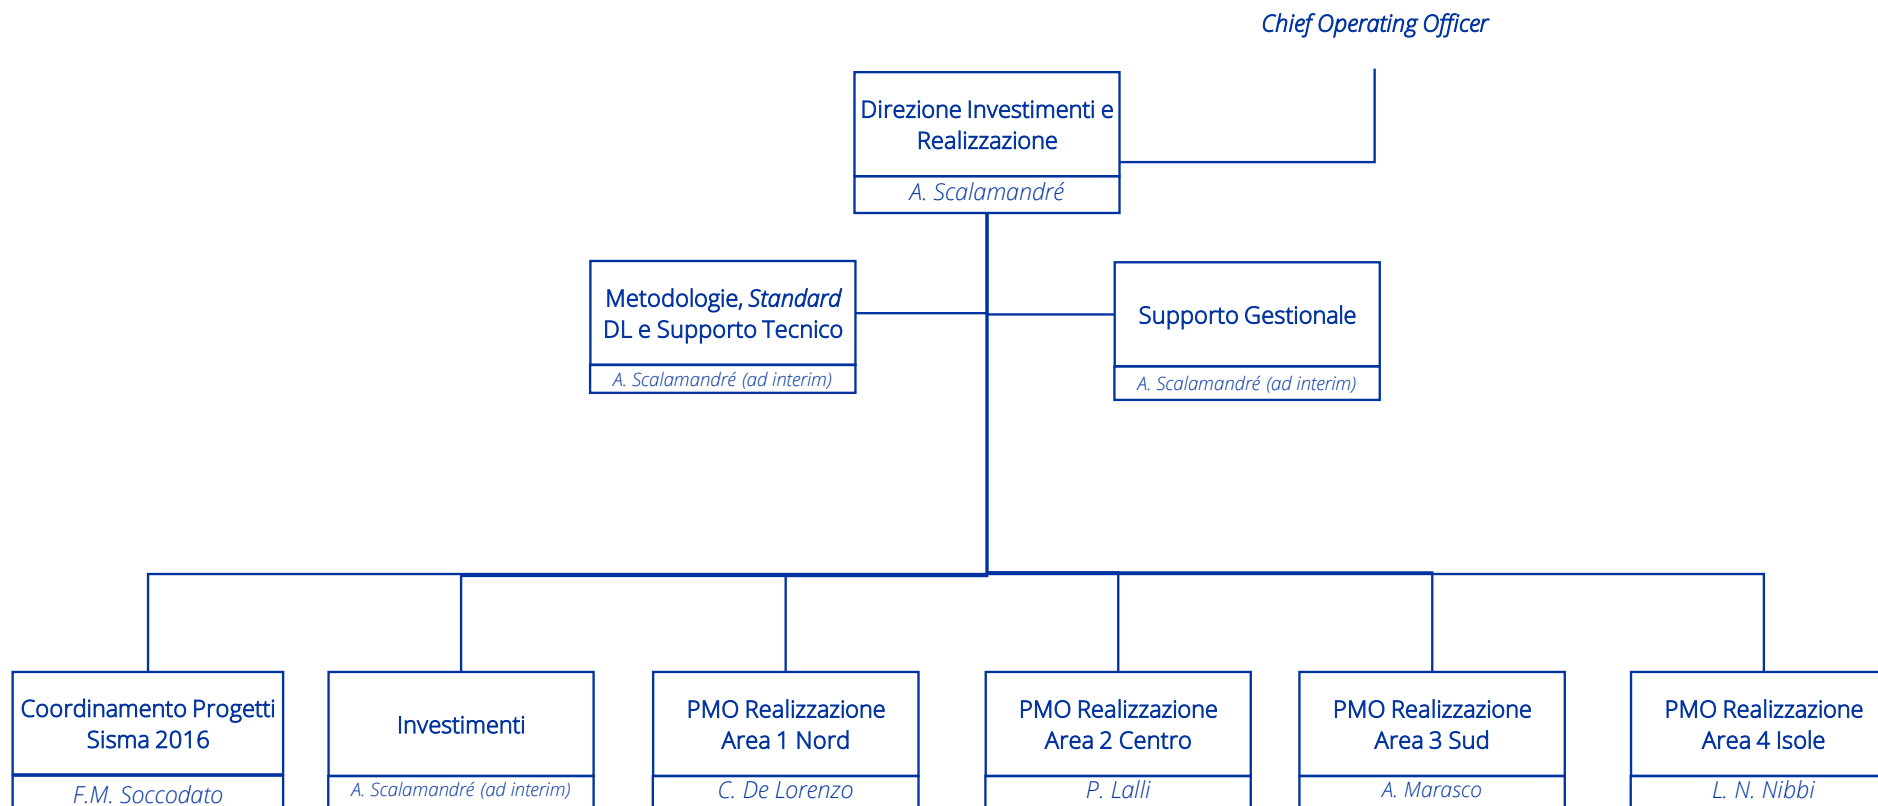 Chief Operating Officer
Direzione Investimenti e
Realizzazione
A. Scalamandré
Metodologie, Standard
DL e Supporto Tecnico
A. Scalamandré (ad interim)
Supporto Gestionale
A. Scalamandré (ad interim)
Coordinamento Progetti
Sisma 2016
F.M. Soccodato
Investimenti
A. Scalamandré (ad interim)
PMO Realizzazione
Area 1 Nord
C. De Lorenzo
PMO Realizzazione
Area 2 Centro
P. Lalli
PMO Realizzazione
Area 3 Sud
A. Marasco
PMO Realizzazione
Area 4 Isole
L. N. Nibbi